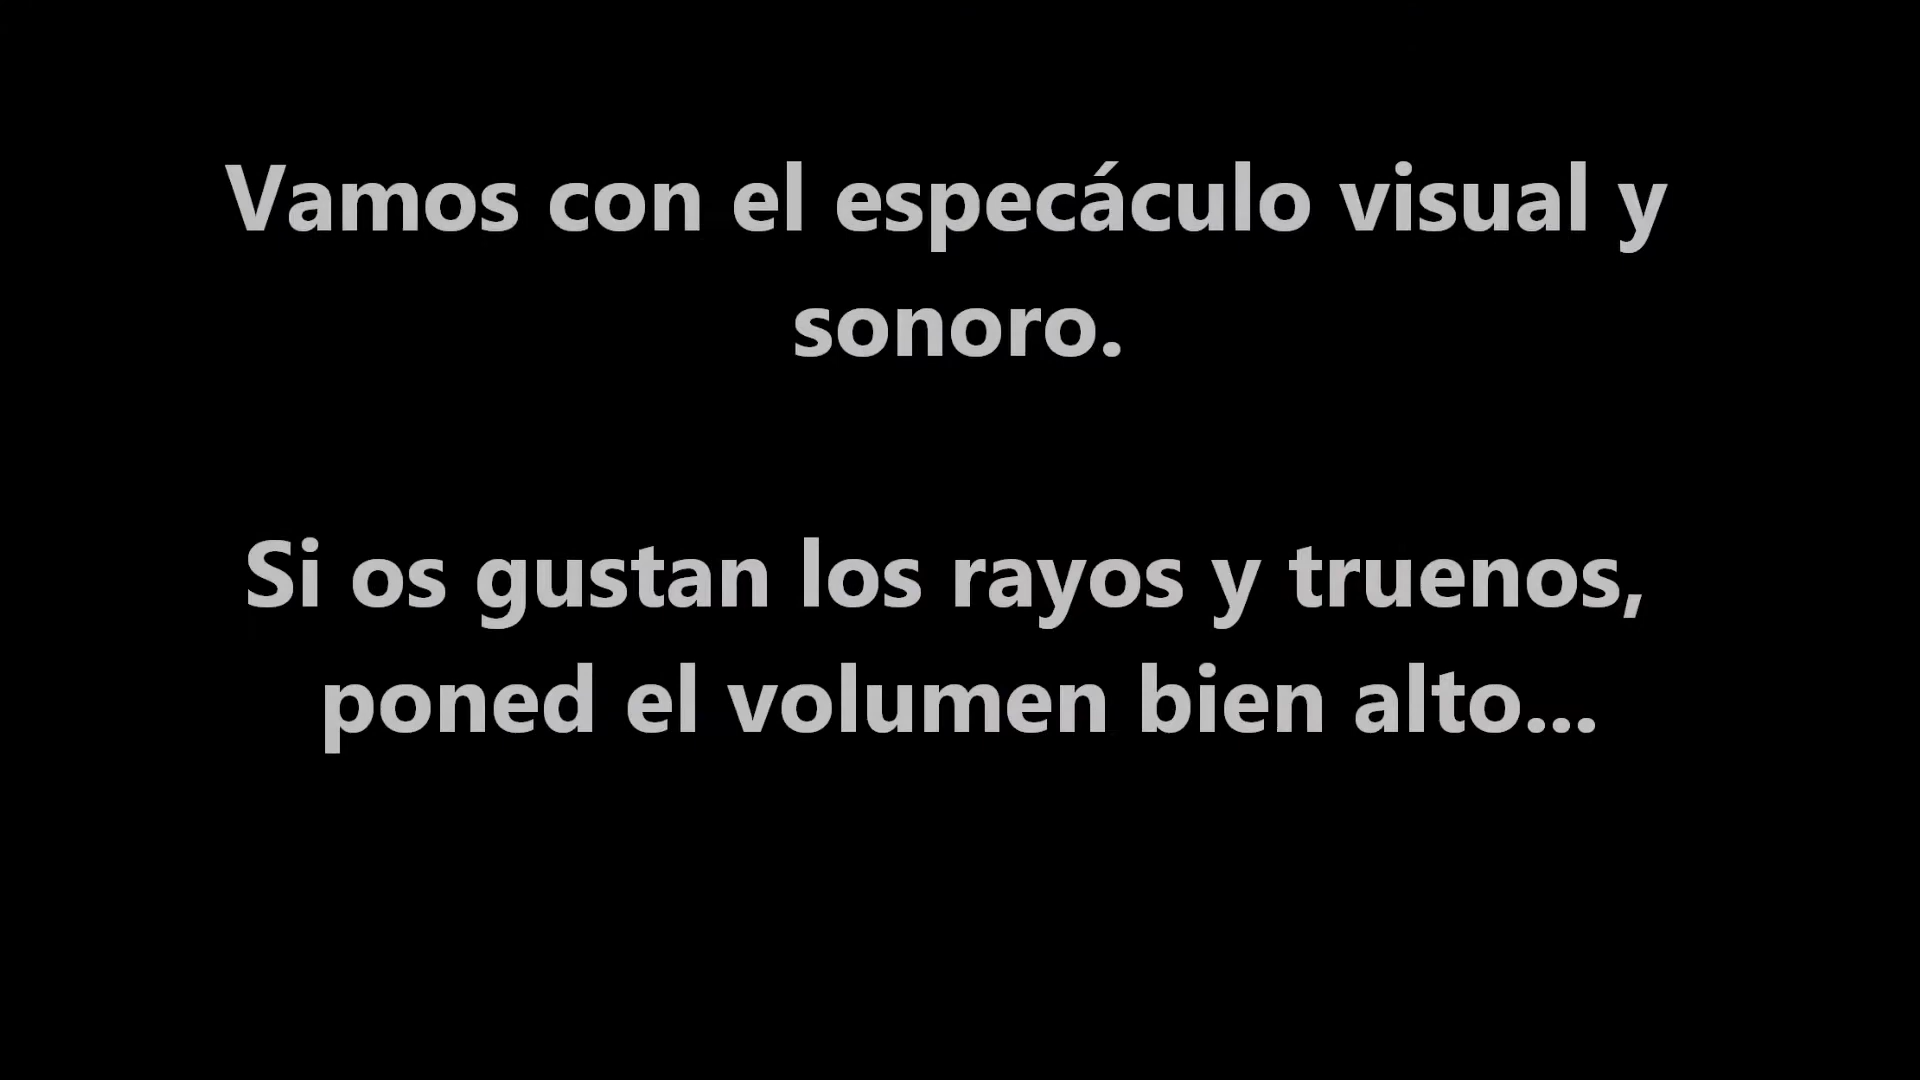 Vamos con el especáculo visual y
sonoro.
Si os gustan los rayos y truenos,
poned el volumen bien alto...